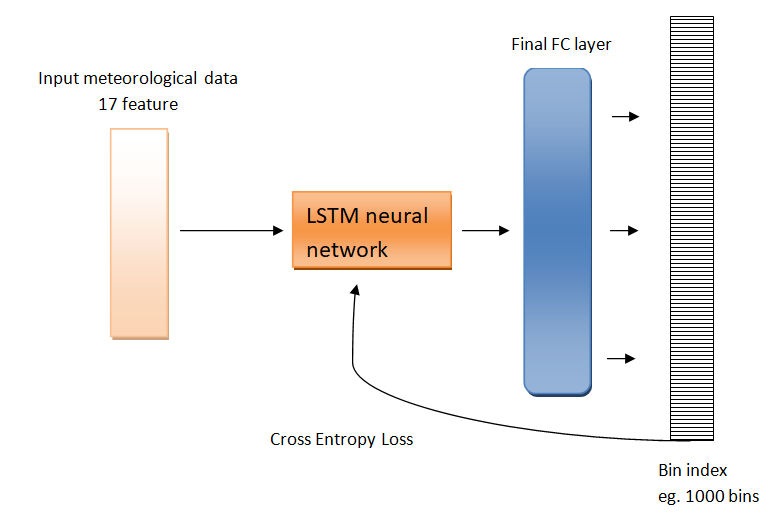 Final FC layer
Input meteorological data
17 feature
LSTM neural
network
Cross Entropy Loss
Bin index
eg. 1000 bins